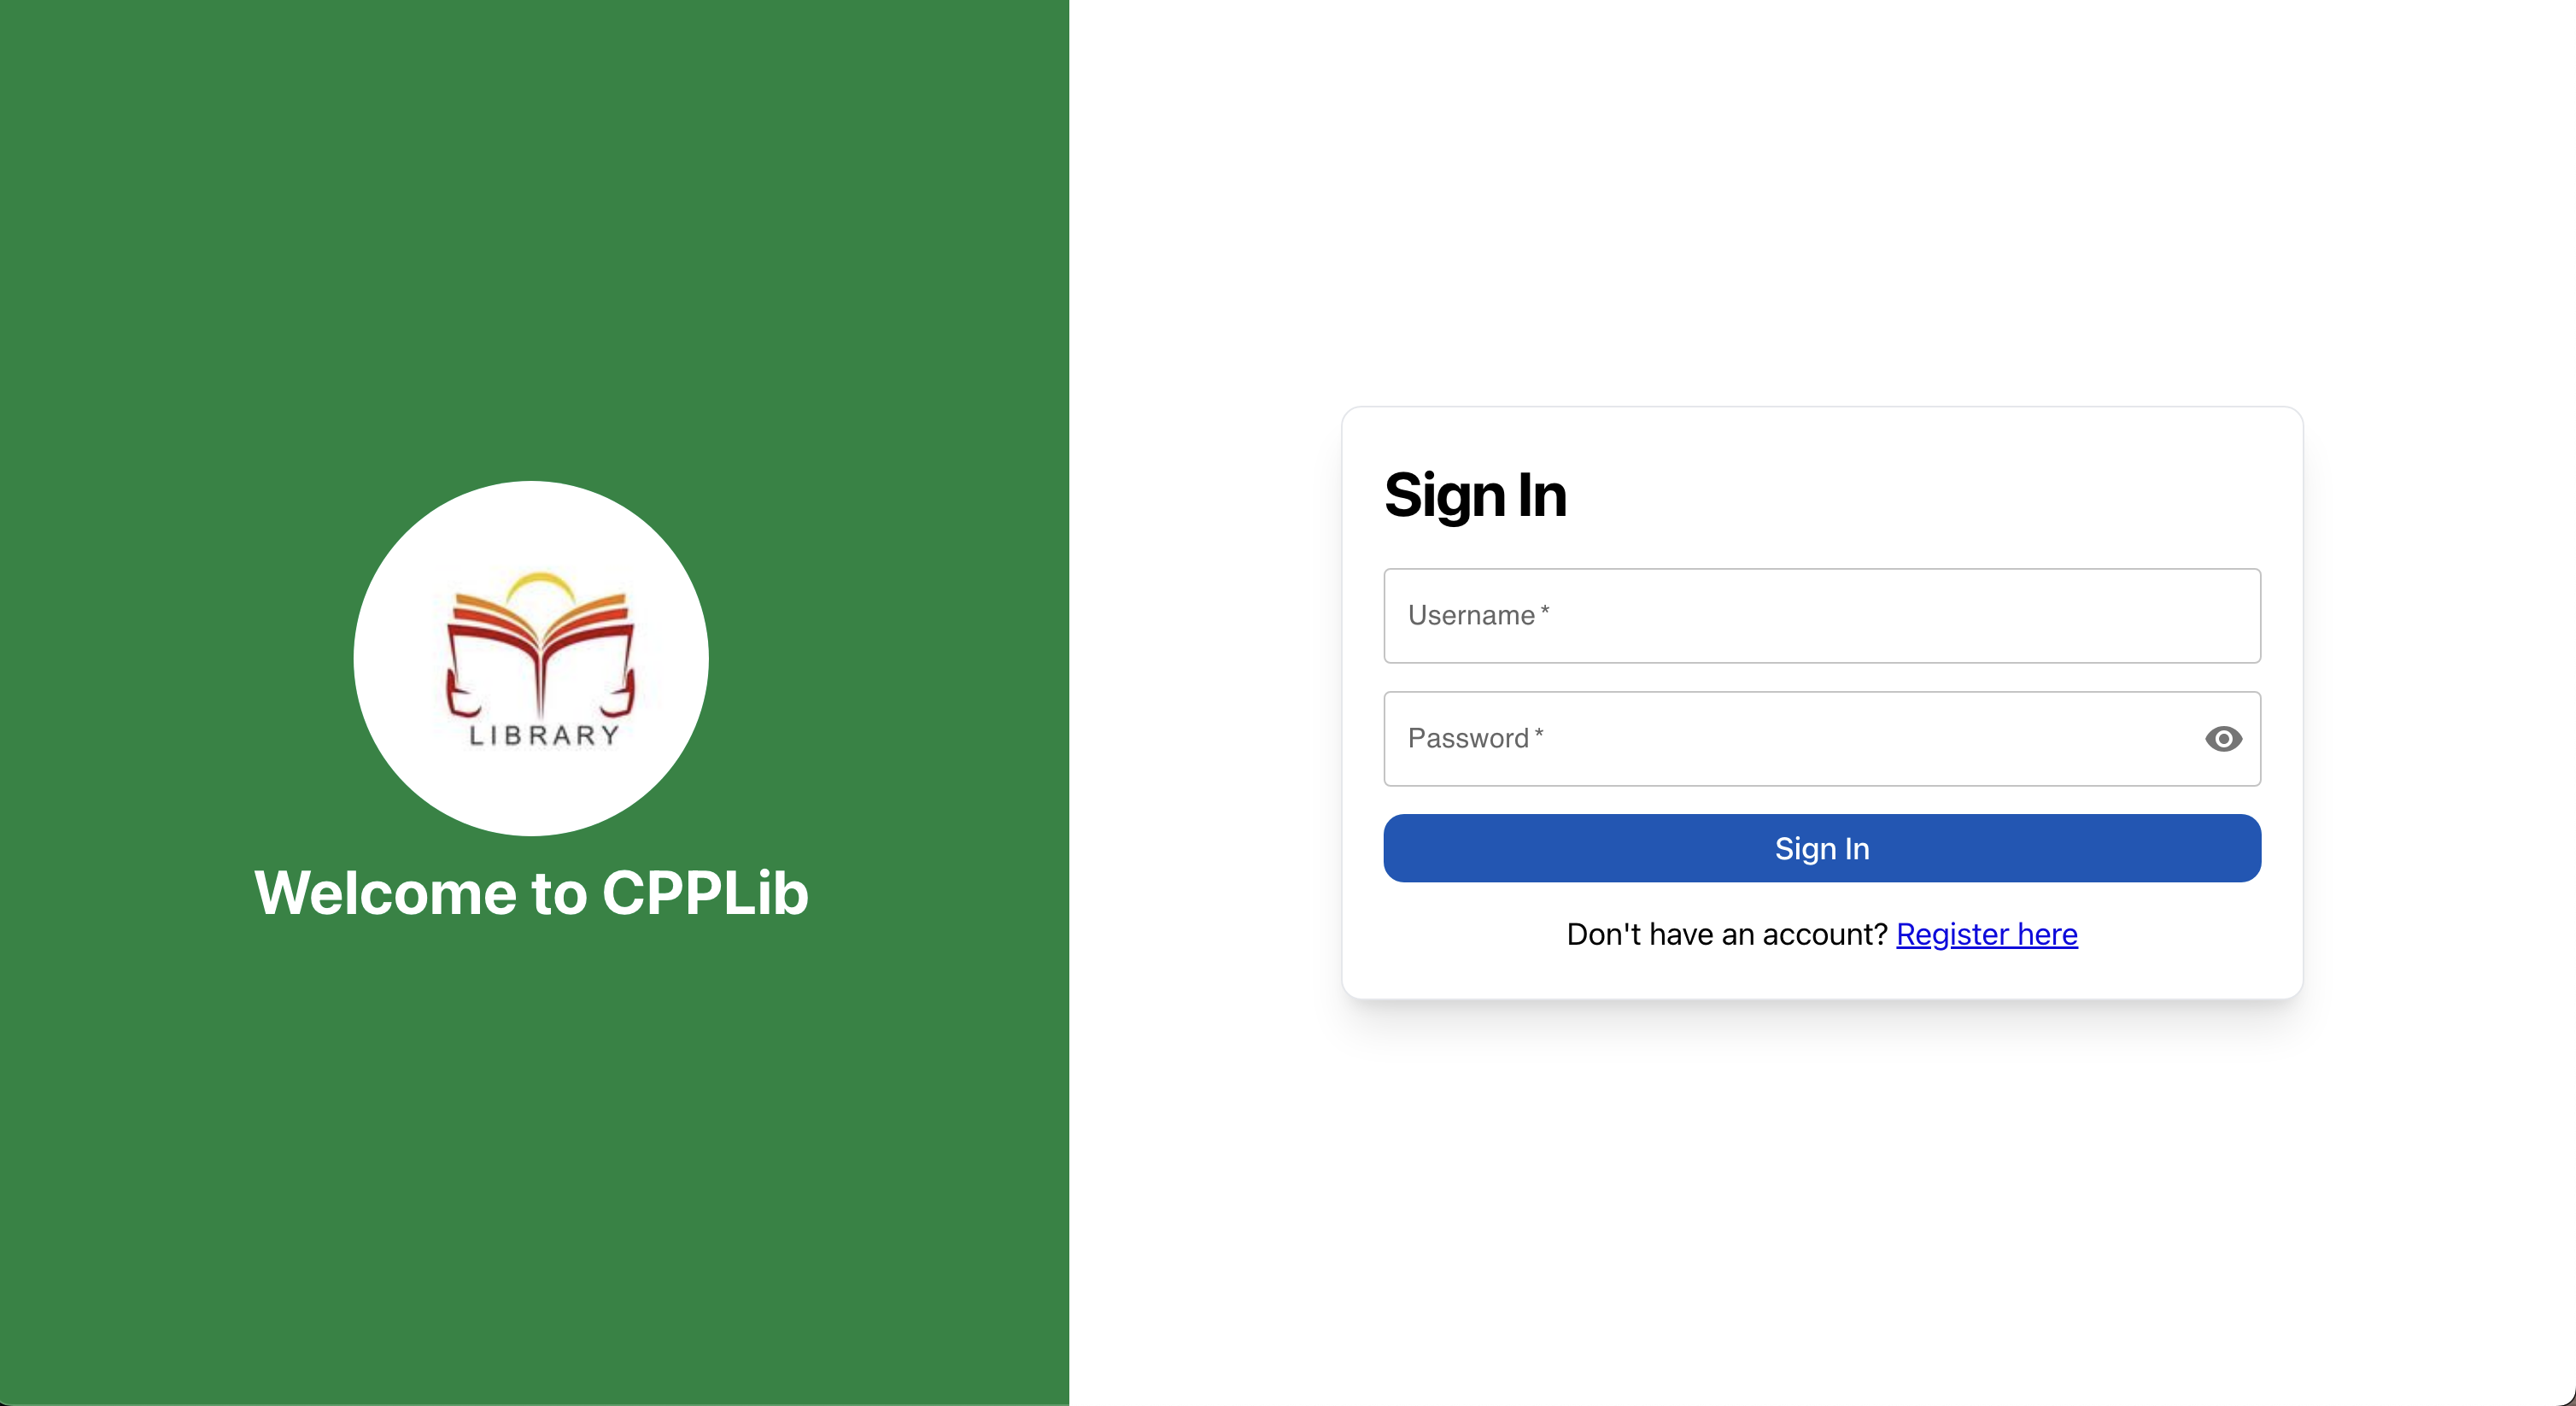 LIBRARY
Welcome to CPPLib
Sign In
Username *
Password *
Sign In
Don't have an account? Register here